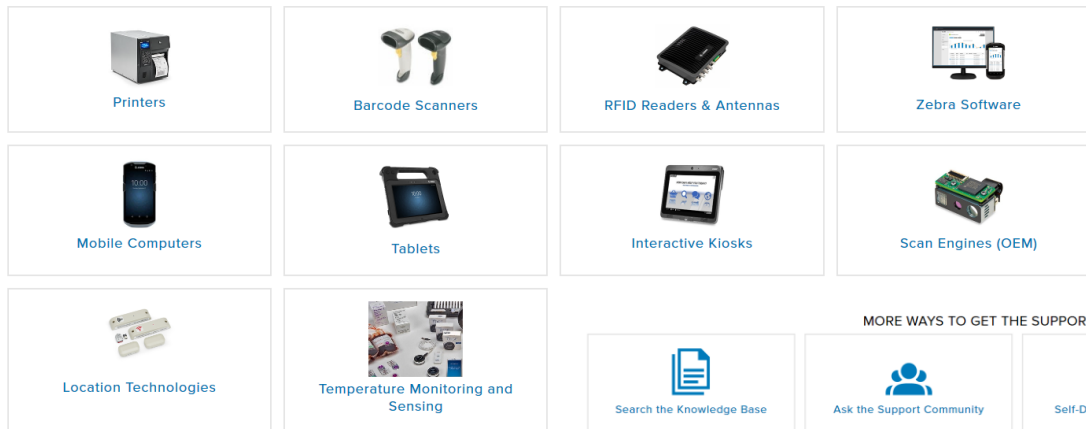 Printers
Barcode Scanners
RFID Readers & Antennas
Zebra Software
Mobile Computers
Tablets
Interactive Kiosks
Scan Engines (OEM)
Location Technologies
Temperature Monitoring and
Sensing
MORE WAYS TO GET THE SUPPOR
Search the Knowledge Base
Ask the Support Community
Self-D